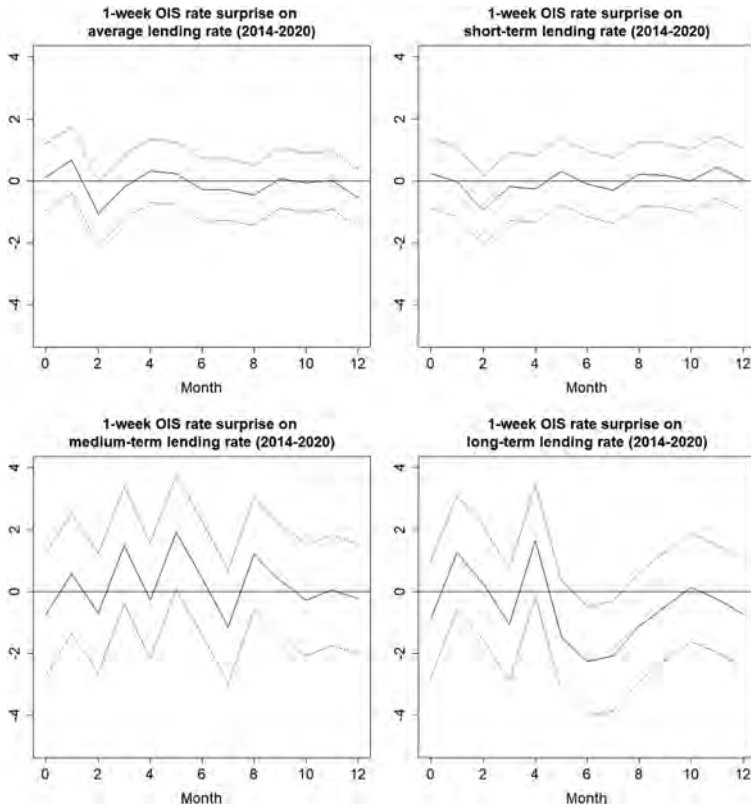 1-week OIS rate surprise on
average lending rate (2014-2020)
4
2
0
-2
-4
0 2 4 6 8 10 12
Month
1-week OIS rate surprise on
short-term lending rate (2014-2020)
4
2
0
-2
-4
0 2 4 6 8 10 12
Month
1-week OIS rate surprise on
medium-term lending rate (2014-2020)
4
2
0
-2
-4
0 2 4 6 8 10 12
Month
1-week OIS rate surprise on
long-term lending rate (2014-2020)
4
2
0
-2
-4
0 2 4 6 8 10 12
Month